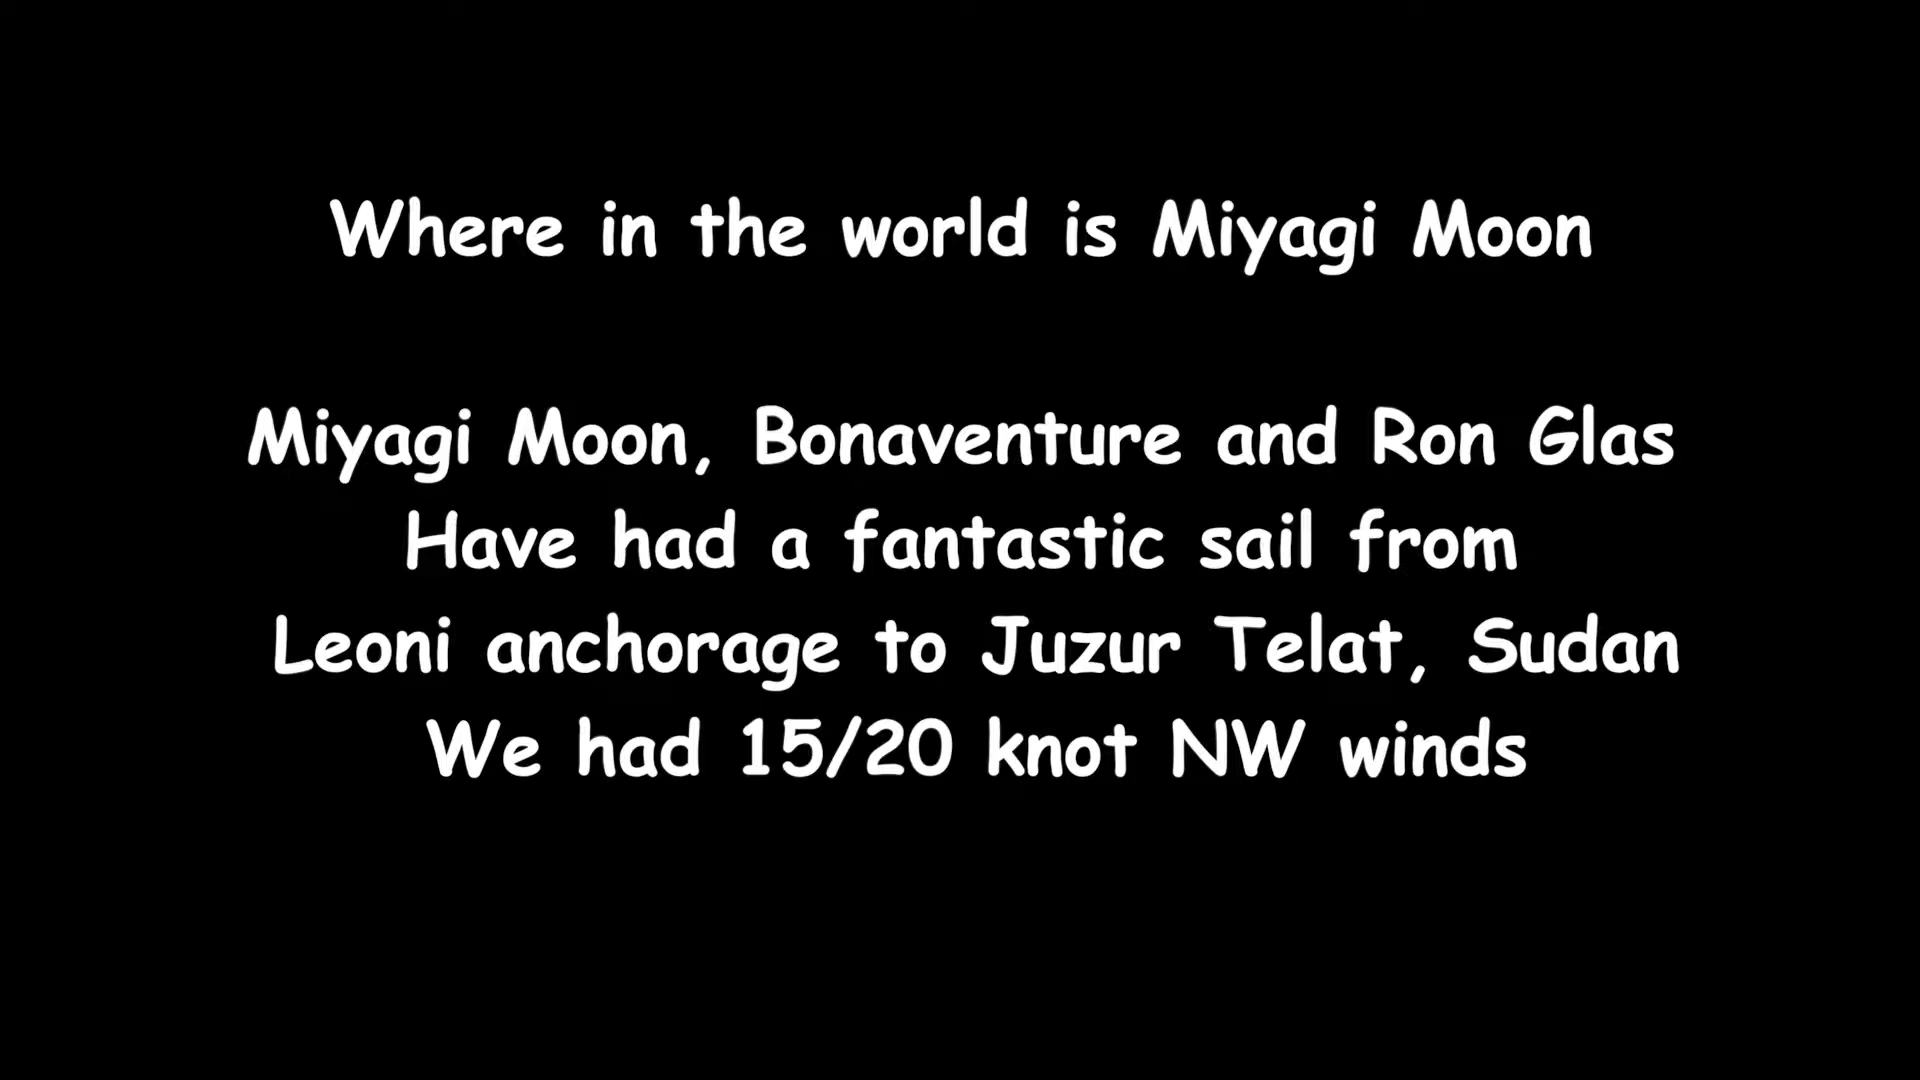 Where in the world is Miyagi Moon
Miyagi Moon, Bonaventure and Ron Glas
Have had a fantastic sail from
Leoni anchorage to Juzur Telat, Sudan
We had 15/20 knot NW winds